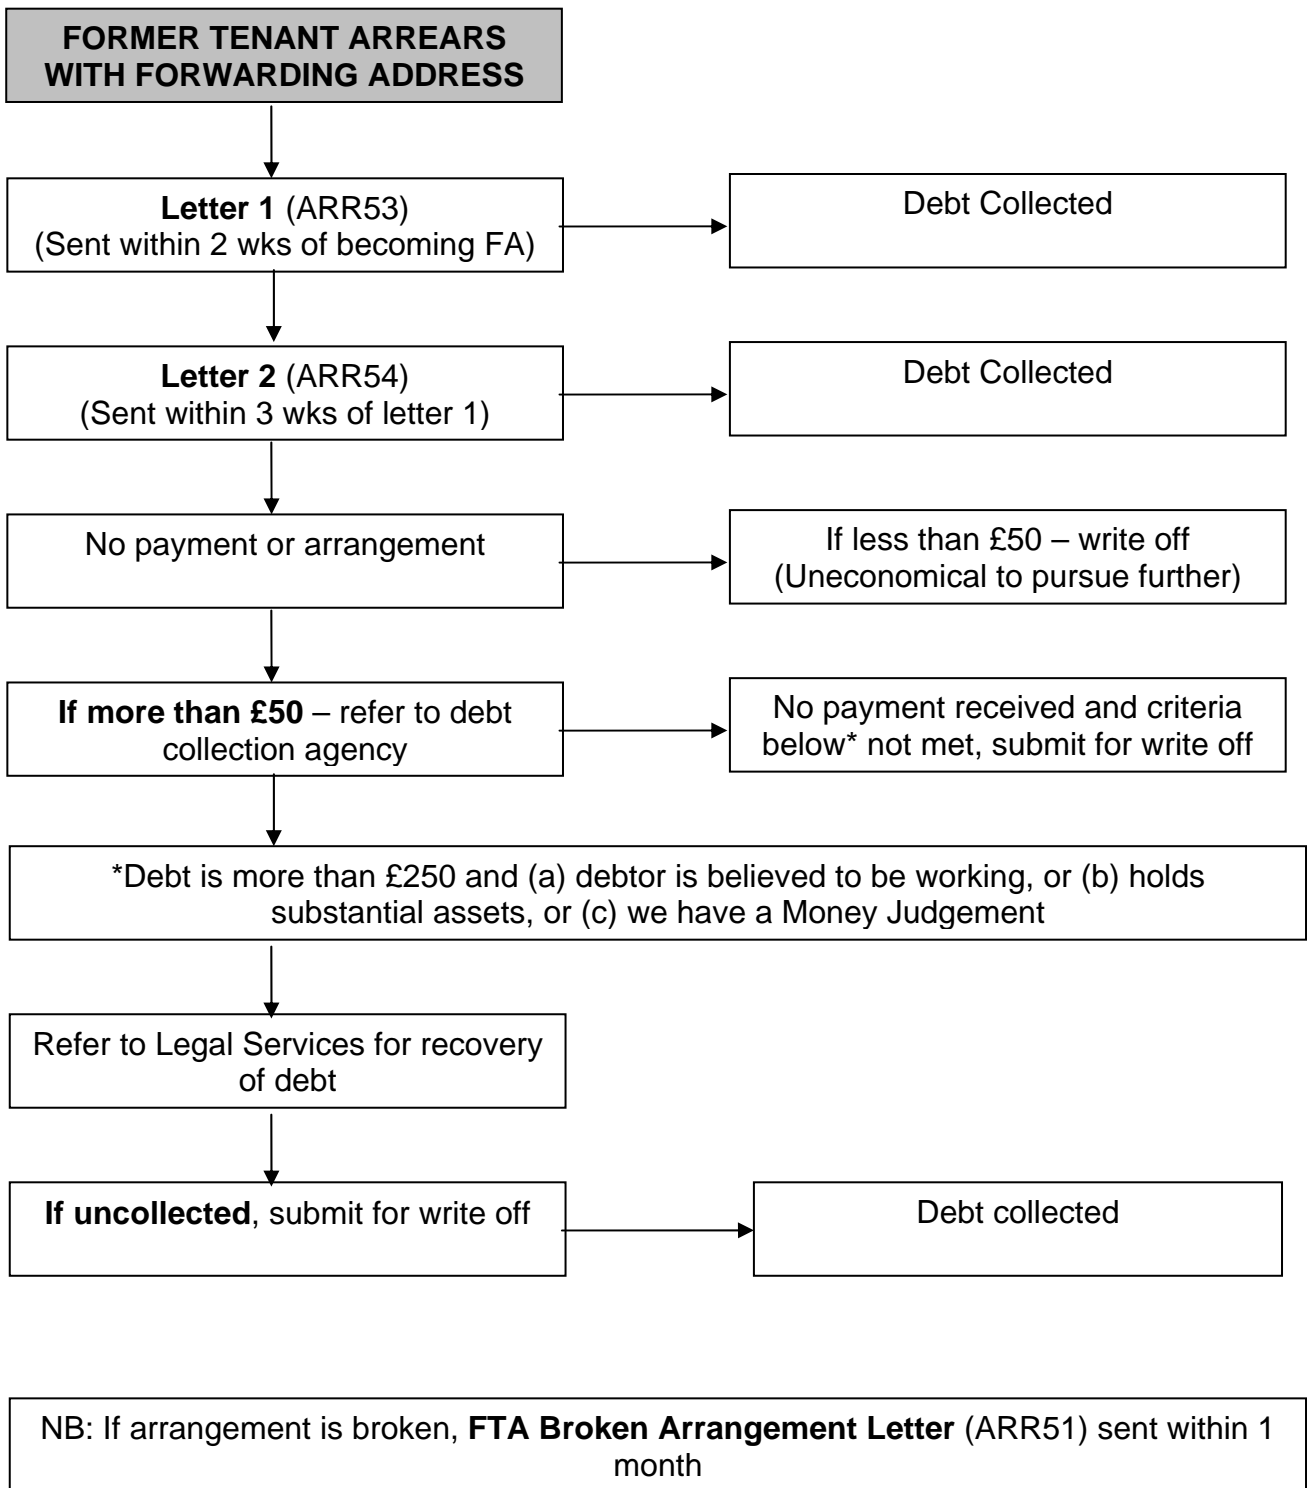 FORMER TENANT ARREARS
WITH FORWARDING ADDRESS
Letter 1 (ARR53)
(Sent within 2 wks of becoming FA)
Debt Collected
Letter 2 (ARR54)
(Sent within 3 wks of letter 1)
Debt Collected
No payment or arrangement
If less than £50 – write off
(Uneconomical to pursue further)
If more than £50 – refer to debt
collection agency
No payment received and criteria
below* not met, submit for write off
*Debt is more than £250 and (a) debtor is believed to be working, or (b) holds
substantial assets, or (c) we have a Money Judgement
Refer to Legal Services for recovery
of debt
If uncollected, submit for write off
Debt collected
NB: If arrangement is broken, FTA Broken Arrangement Letter (ARR51) sent within 1
month